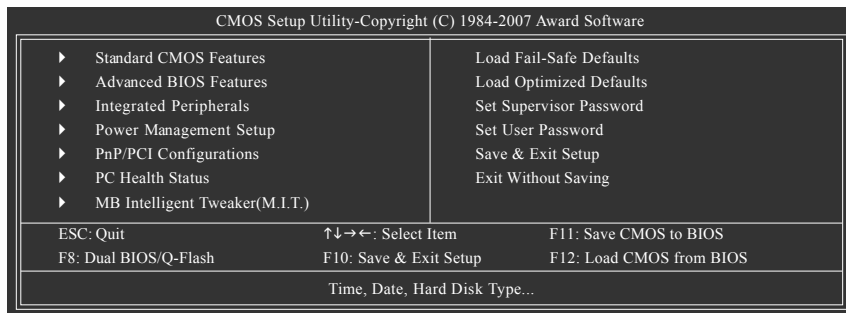 CMOS Setup Utility-Copyright (C) 1984-2007 Award Software
Standard CMOS Features
Advanced BIOS Features
Integrated Peripherals
Power Management Setup
PnP/PCI Configurations
PC Health Status
MB Intelligent Tweaker(M.I.T.)
Load Fail-Safe Defaults
Load Optimized Defaults
Set Supervisor Password
Set User Password
Save & Exit Setup
Exit Without Saving
ESC: Quit ↑↓→←: Select Item F11: Save CMOS to BIOS
F8: Dual BIOS/Q-Flash F10: Save & Exit Setup F12: Load CMOS from BIOS
Time, Date, Hard Disk Type...